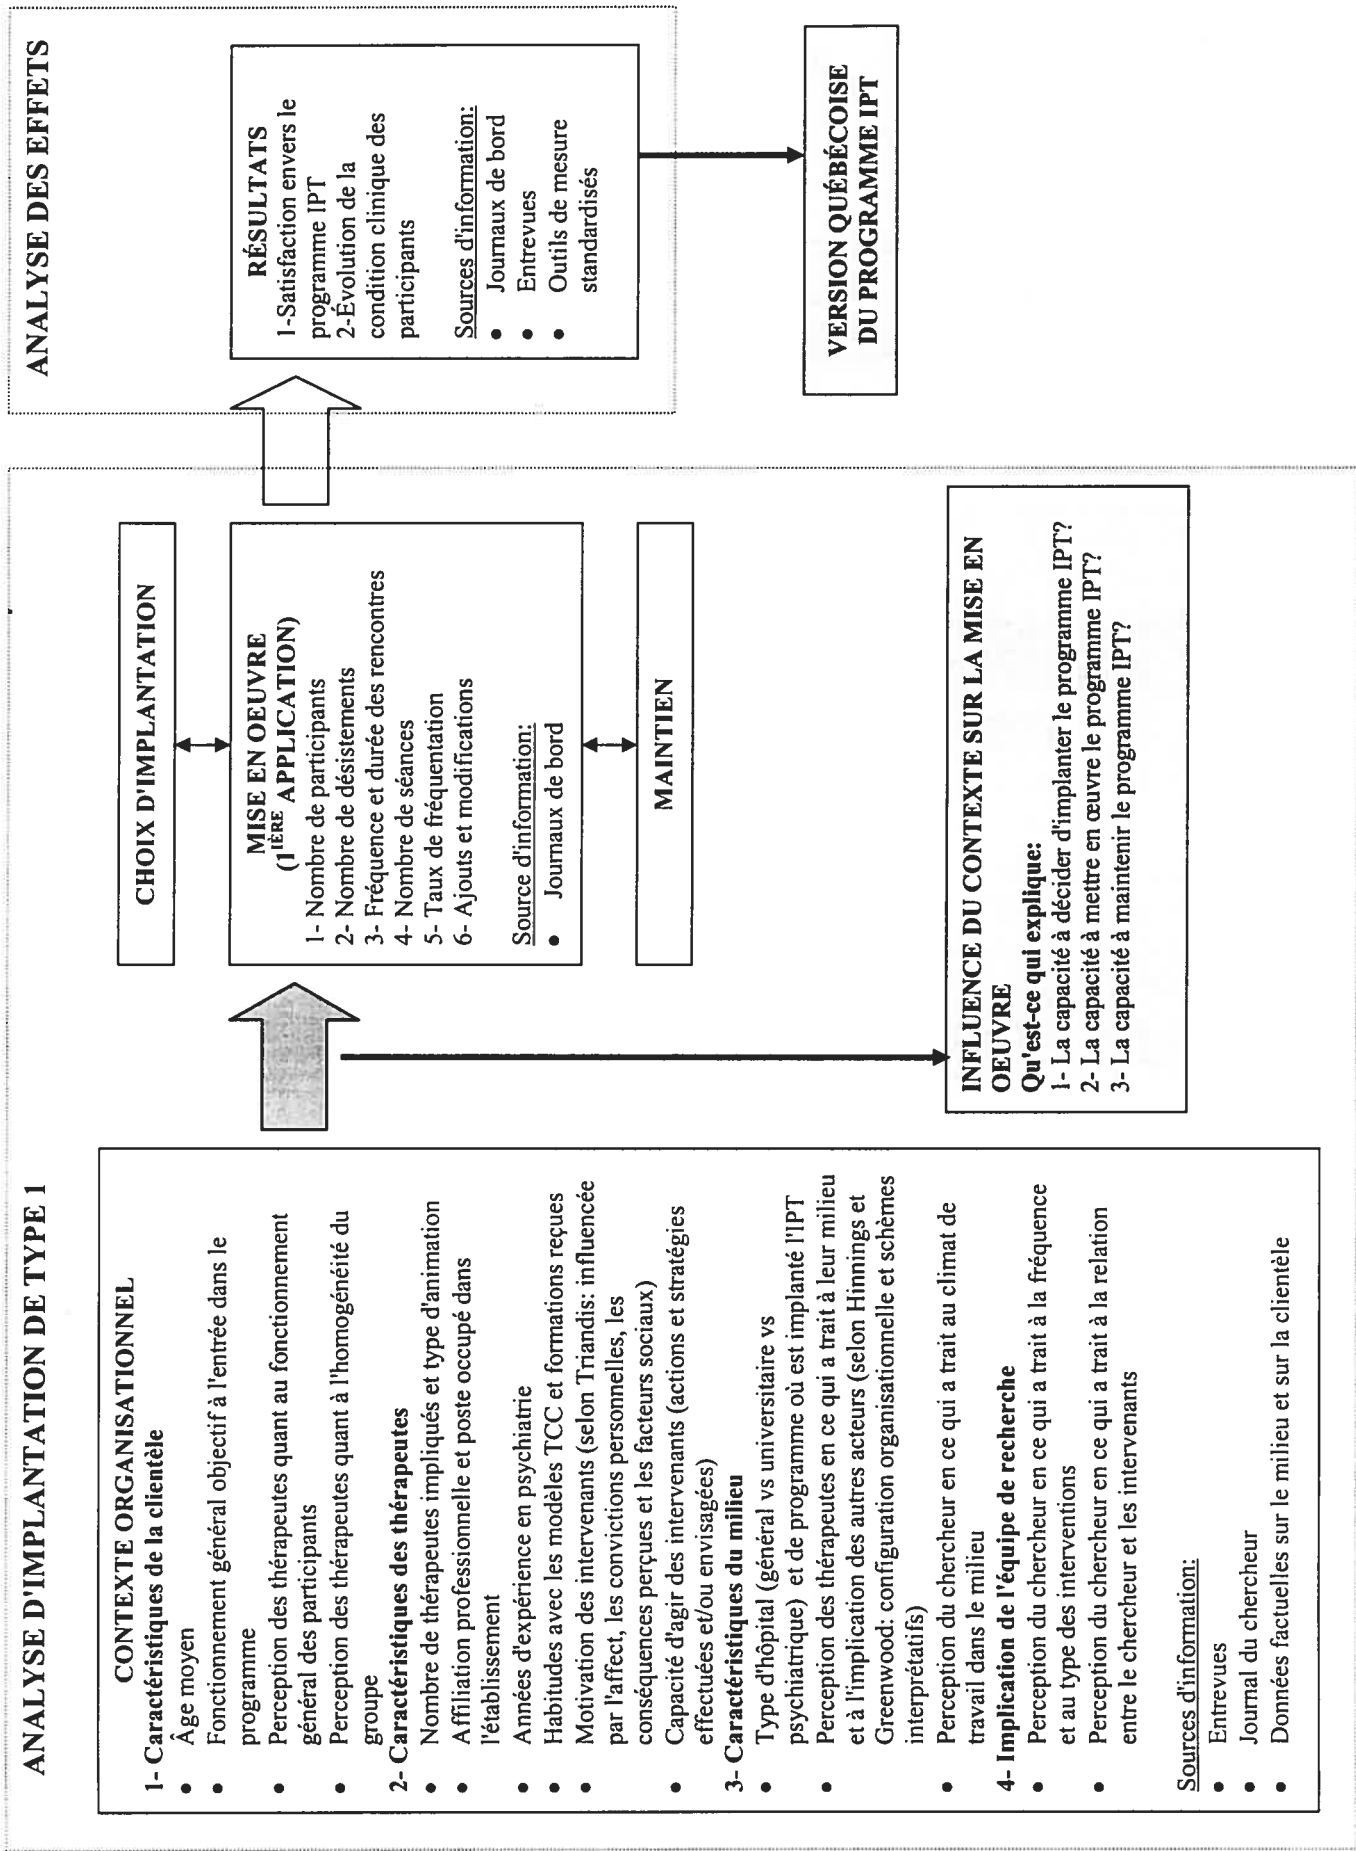 ANALYSE D'IMPLANTATION DE TYPE 1
CONTEXTE ORGANISATIONNEL
1- Caractéristiques de la clientèle
• Âge moyen
• Fonctionnement général objectif à l'entrée dans le
programme
• Perception des thérapeutes quant au fonctionnement
général des participants
• Perception des thérapeutes quant à l'homogénéité du
groupe
2- Caractéristiques des thérapeutes
• Nombre de thérapeutes impliqués et type d'animation
• Affiliation professionnelle et poste occupé dans
l'établissement
• Années d'expérience en psychiatrie
• Habitudes avec les modèles TCC et formations reçues
• Motivation des intervenants (selon Triandis: influencée
par l'affect, les convictions personnelles, les
conséquences perçues et les facteurs sociaux)
• Capacité d'agir des intervenants (actions et stratégies
effectuées et/ou envisagées)
3- Caractéristiques du milieu
• Type d'hôpital (général vs universitaire vs
psychiatrique) et de programme où est implanté l'IPT
• Perception des thérapeutes en ce qui a trait à leur milieu
et à l'implication des autres acteurs (selon Hinnings et
Greenwood: configuration organisationnelle et schèmes
interprétatifs)
• Perception du chercheur en ce qui a trait au climat de
travail dans le milieu
4- Implication de l'équipe de recherche
• Perception du chercheur en ce qui a trait à la fréquence
et au type des interventions
• Perception du chercheur en ce qui a trait à la relation
entre le chercheur et les intervenants
Sources d'information:
• Entrevues
• Journal du chercheur
• Données factuelles sur le milieu et sur la clientèle
CHOIX D'IMPLANTATION
MISE EN OEUVRE
(1IÈRE APPLICATION)
1- Nombre de participants
2- Nombre de désistements
3- Fréquence et durée des rencontres
4- Nombre de séances
5- Taux de fréquentation
6- Ajouts et modifications
Source d'information:
• Journaux de bord
MAINTIEN
INFLUENCE DU CONTEXTE SUR LA MISE EN
OEUVRE
Qu'est-ce qui explique:
1- La capacité à décider d'implanter le programme IPT?
2- La capacité à mettre en œuvre le programme IPT?
3- La capacité à maintenir le programme IPT?
ANALYSE DES EFFETS
RÉSULTATS
1-Satisfaction envers le
programme IPT
2-Évolution de la
condition clinique des
participants
Sources d'information:
• Journaux de bord
• Entrevues
• Outils de mesure
standardisés
VERSION QUÉBÉCOISE
DU PROGRAMME IPT